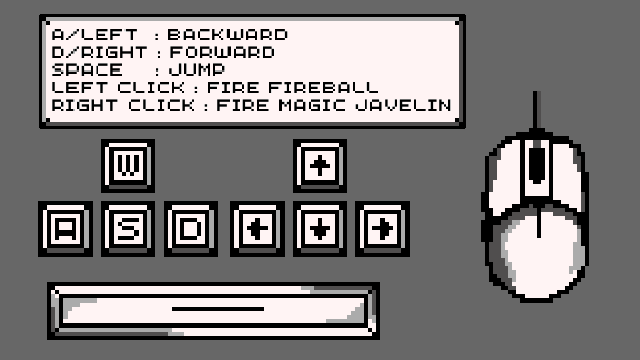 A/LEFT : BACKWARD
D/RIGHT : FORWARD
SPACE : JUMP
LEFT CLICK : FIRE FIREBALL
RIGHT CLICK : FIRE MAGIC JAVELIN
W
A S D